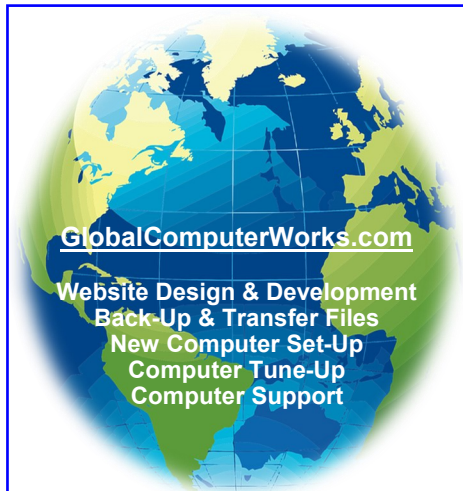 GlobalComputerWorks.com
Website Design & Development
Back-Up & Transfer Files
New Computer Set-Up
Computer Tune-Up
Computer Support